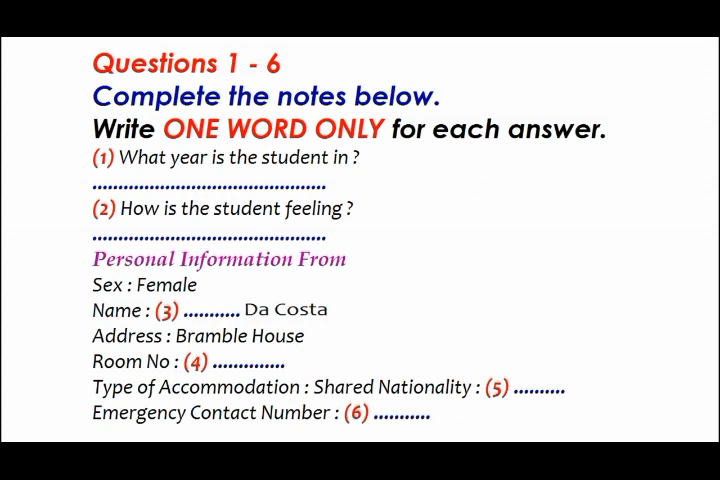 Questions 1 - 6
Complete the notes below.
Write ONE WORD ONLY for each answer.
(1) What year is the student in ?
..........................................
(2) How is the student feeling ?
..........................................
Personal Information From
Sex : Female
Name : (3) ........... Da Costa
Address : Bramble House
Room No : (4) ..............
Type of Accommodation : Shared Nationality : (5) ..........
Emergency Contact Number : (6) ...........